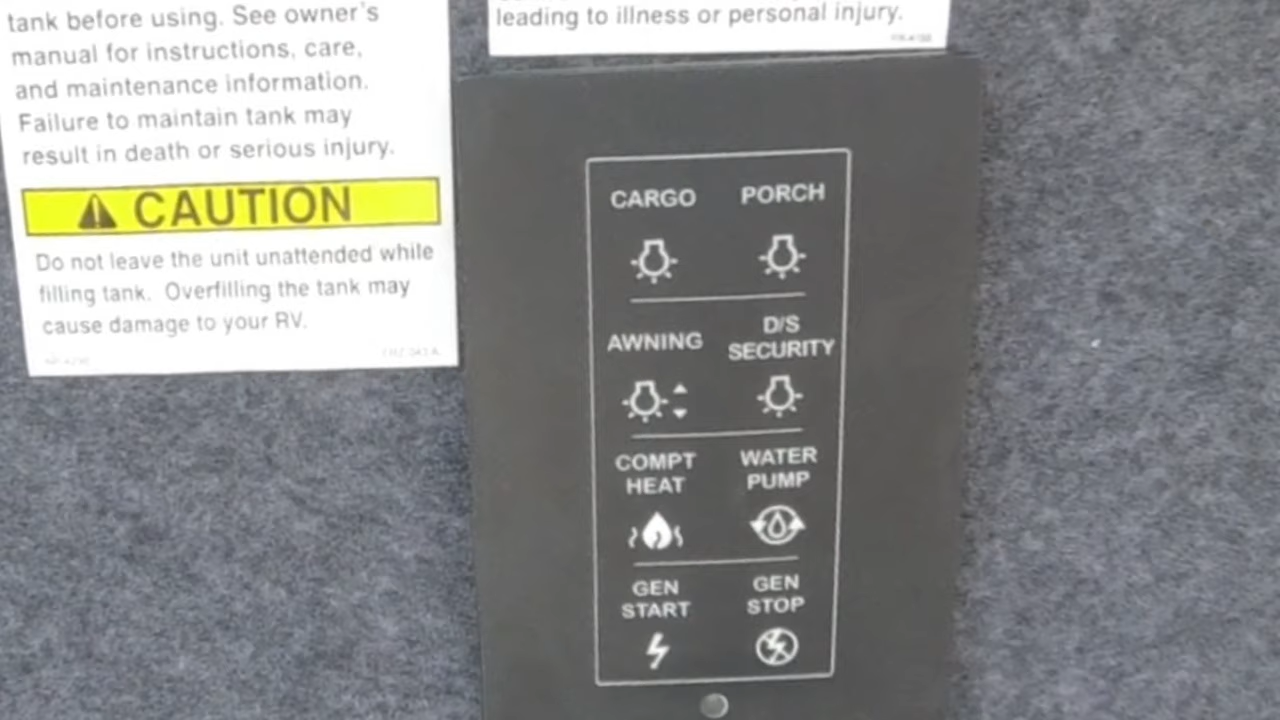 tank before using. See owner's
manual for instructions, care,
and maintenance information.
Failure to maintain tank may
result in death or serious injury.
CAUTION
Do not leave the unit unattended while
filling tank. Overfilling the tank may
cause damage to your RV.
leading to illness or personal injury.
CARGO PORCH
AWNING D/S
SECURITY
COMPT WATER
HEAT PUMP
GEN GEN
START STOP